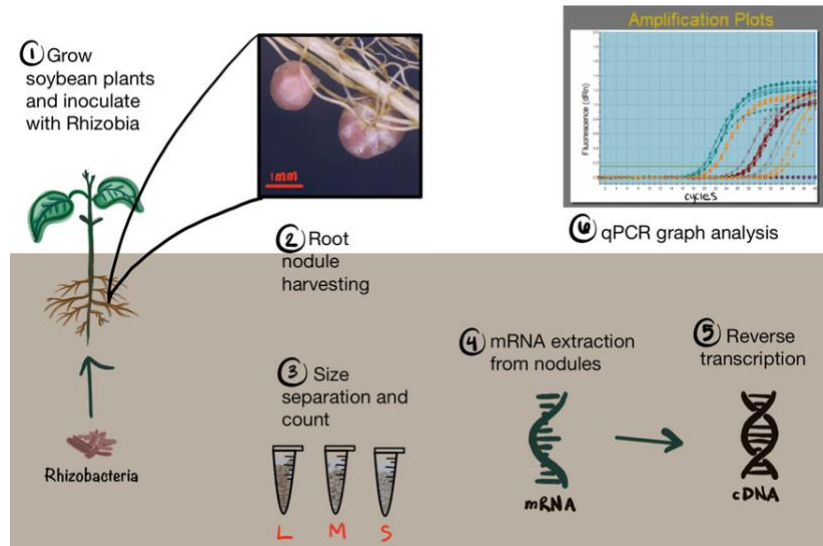 ① Grow
soybean plants
and inoculate
with Rhizobia
1mm
② Root
nodule
harvesting
③ Size
separation and
count
L M S
Rhizobacteria
④ mRNA extraction
from nodules
mRNA
⑤ Reverse
transcription
cDNA
Amplification Plots
Fluorescence (dRn)
cycles
⑥ qPCR graph analysis